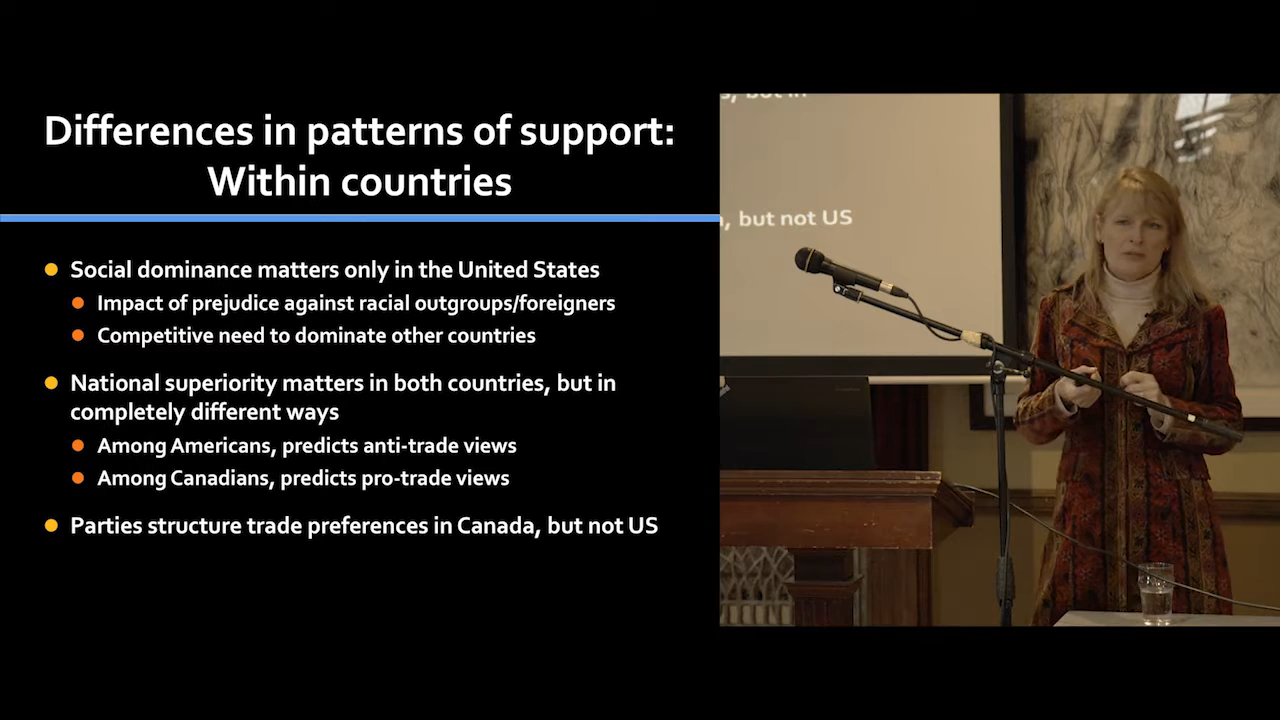 Differences in patterns of support:
Within countries
Social dominance matters only in the United States
Impact of prejudice against racial outgroups/foreigners
Competitive need to dominate other countries
National superiority matters in both countries, but in
completely different ways
Among Americans, predicts anti-trade views
Among Canadians, predicts pro-trade views
Parties structure trade preferences in Canada, but not US
but in
, but not US